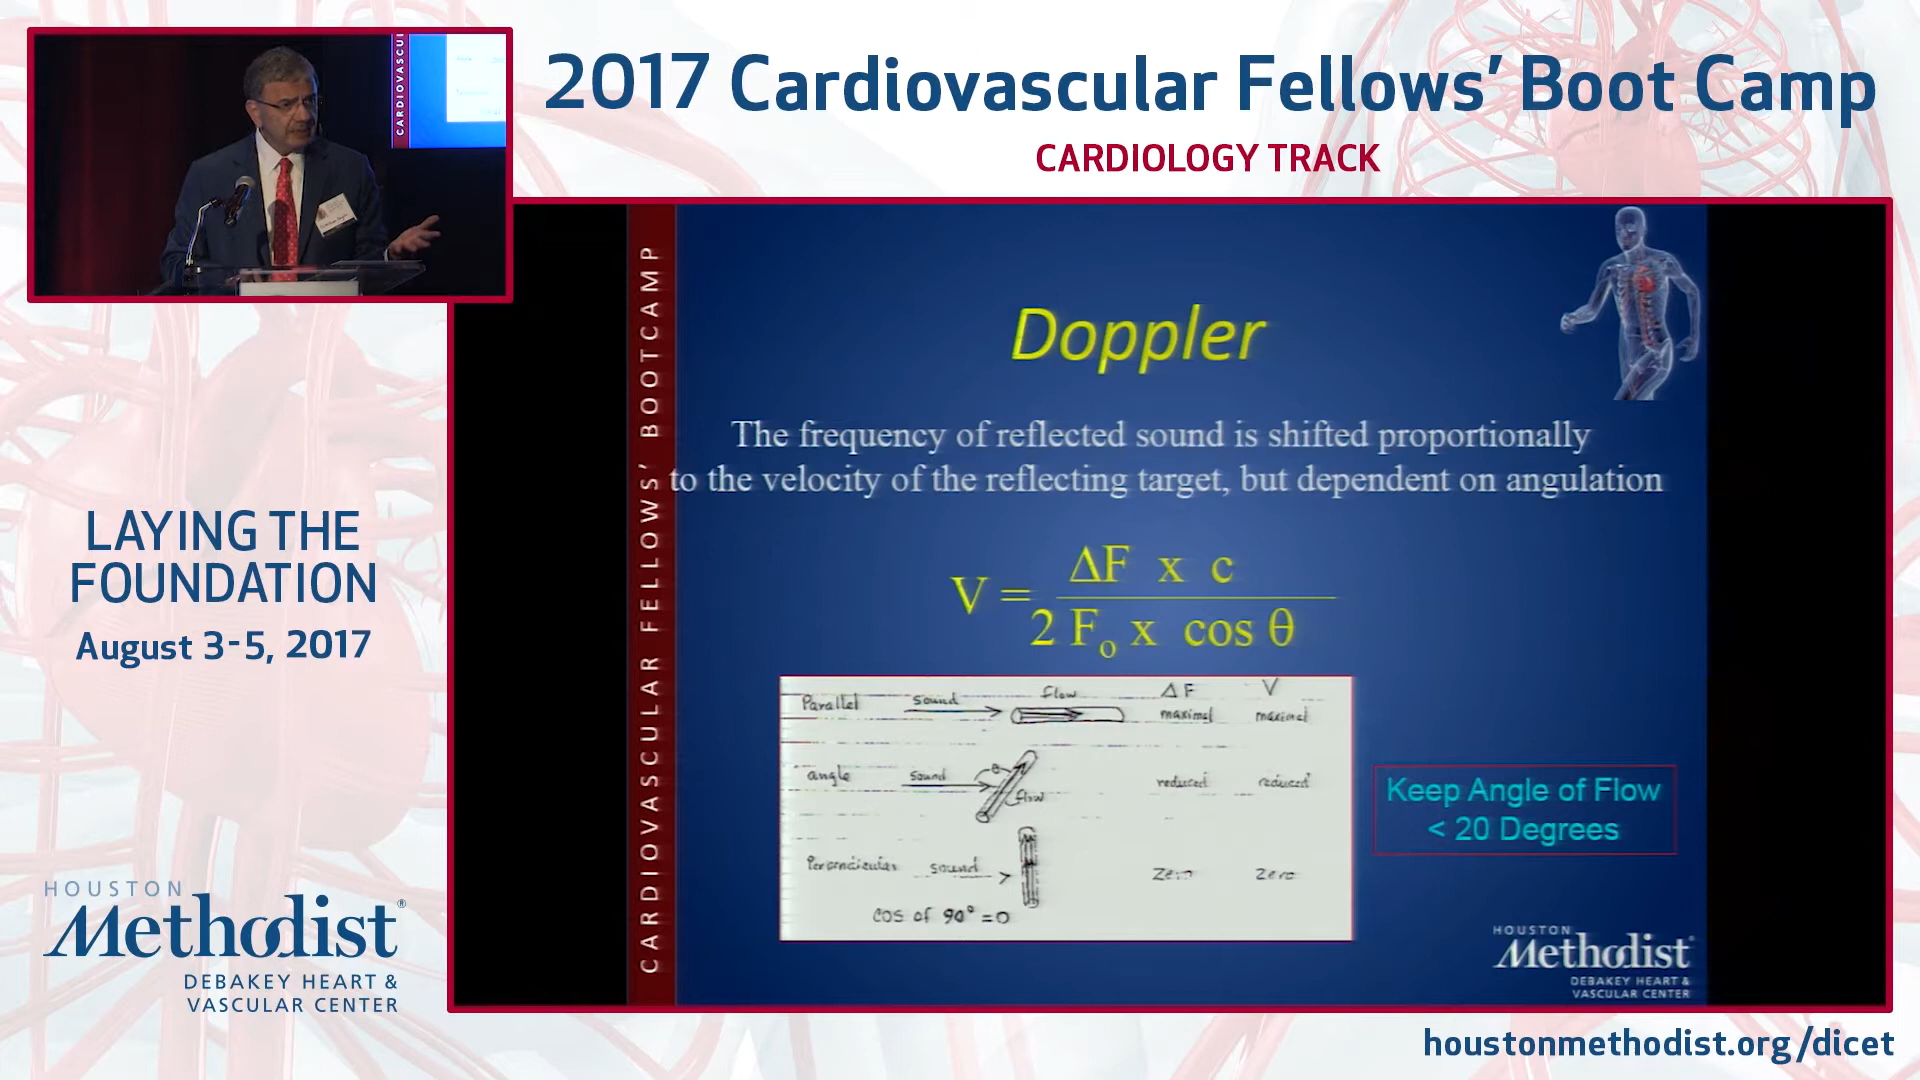 2017 Cardiovascular Fellows’ Boot Camp
CARDIOLOGY TRACK
CARDIOVASCU
CARDIOVASCULAR FELLOWS’ BOOTCAMP
Doppler
The frequency of reflected sound is shifted proportionally
to the velocity of the reflecting target, but dependent on angulation
V = ΔF x c
2 Fo x cos θ
flow ΔF V
Parallel sound maximal maximal
angle sound θ flow reduced reduced
Perpendicular sound zero zero
cos of 90° = 0
Keep Angle of Flow
< 20 Degrees
HOUSTON
Methodist
DEBAKEY HEART &
VASCULAR CENTER
LAYING THE
FOUNDATION
August 3-5, 2017
HOUSTON
Methodist®
DEBAKEY HEART &
VASCULAR CENTER
houstonmethodist.org/dicet